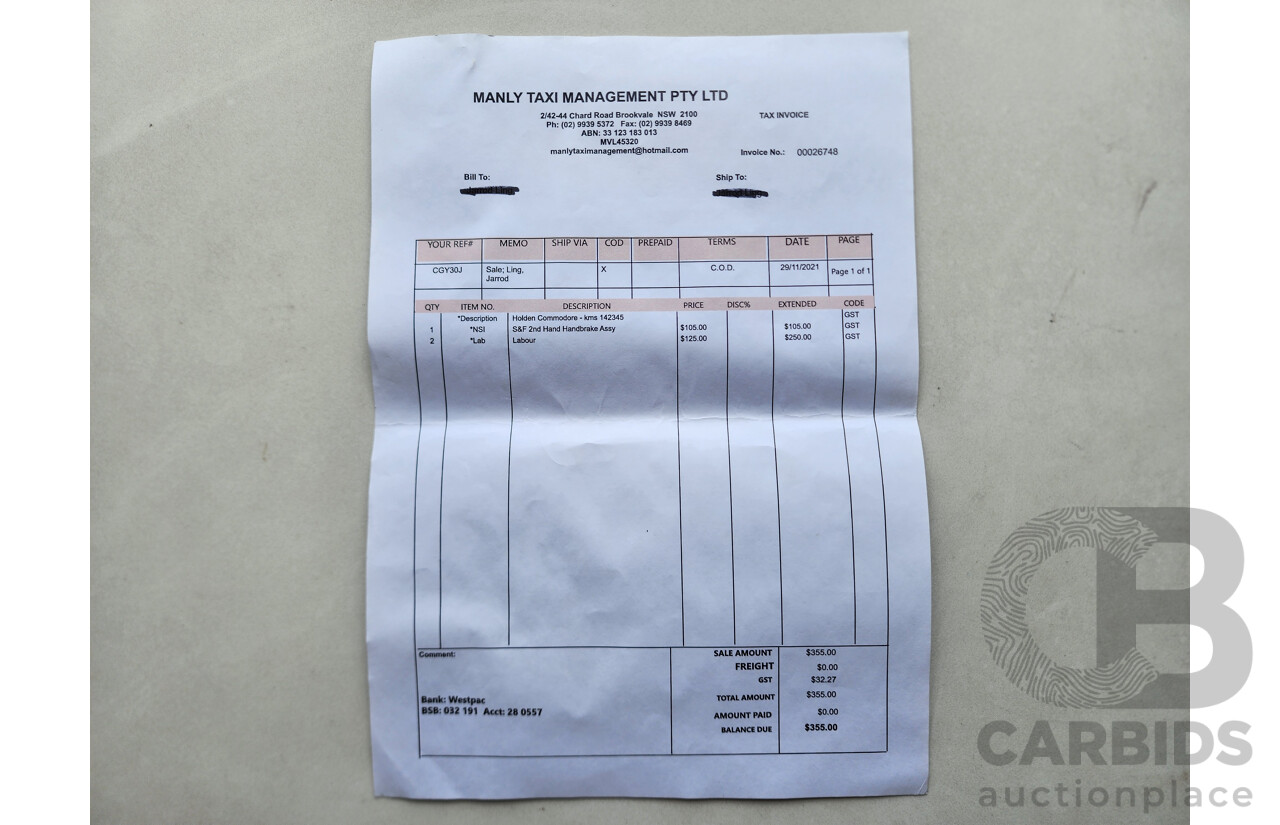 MANLY TAXI MANAGEMENT PTY LTD
2/42-44 Chard Road Brookvale NSW 2100
TAX INVOICE
Ph: (02) 9939 5372 Fax: (02) 9939 8469
ABN: 33 123 183 013
MVL45320
manlytaximanagement@hotmail.com
Invoice No.: 00026748
Bill To:
Ship To:
YOUR REF# MEMO SHIP VIA COD PREPAID TERMS DATE PAGE
CGY30J Sale; Ling, X C.O.D. 29/11/2021 Page 1 of 1
Jarrod
QTY ITEM NO. DESCRIPTION PRICE DISC% EXTENDED CODE
*Description Holden Commodore - kms 142345 GST
1 *NSI S&F 2nd Hand Handbrake Assy $105.00 $105.00 GST
2 *Lab Labour $125.00 $250.00 GST
Comment:
SALE AMOUNT $355.00
FREIGHT $0.00
GST $32.27
Bank: Westpac
TOTAL AMOUNT $355.00
BSB: 032 191 Acct: 28 0557
AMOUNT PAID $0.00
BALANCE DUE $355.00
CB
CARBIDS
auctionplace